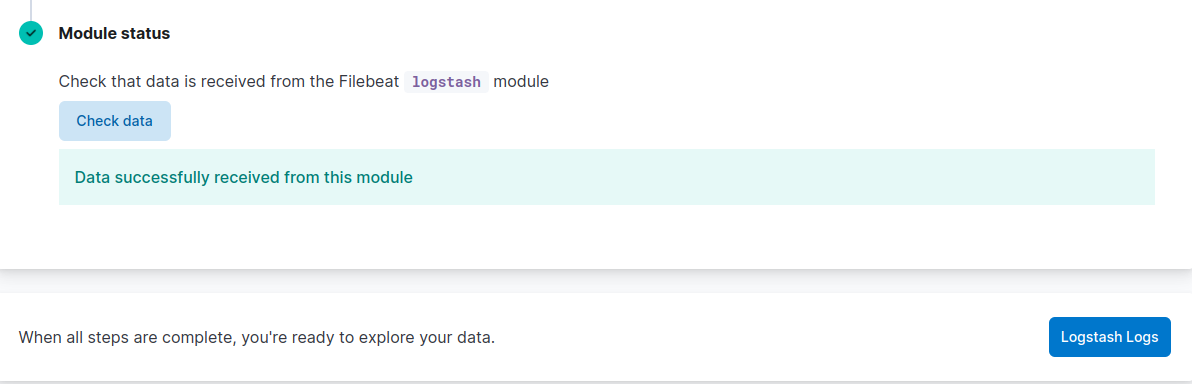 Module status
Check that data is received from the Filebeat logstash module
Check data
Data successfully received from this module
When all steps are complete, you're ready to explore your data.
Logstash Logs